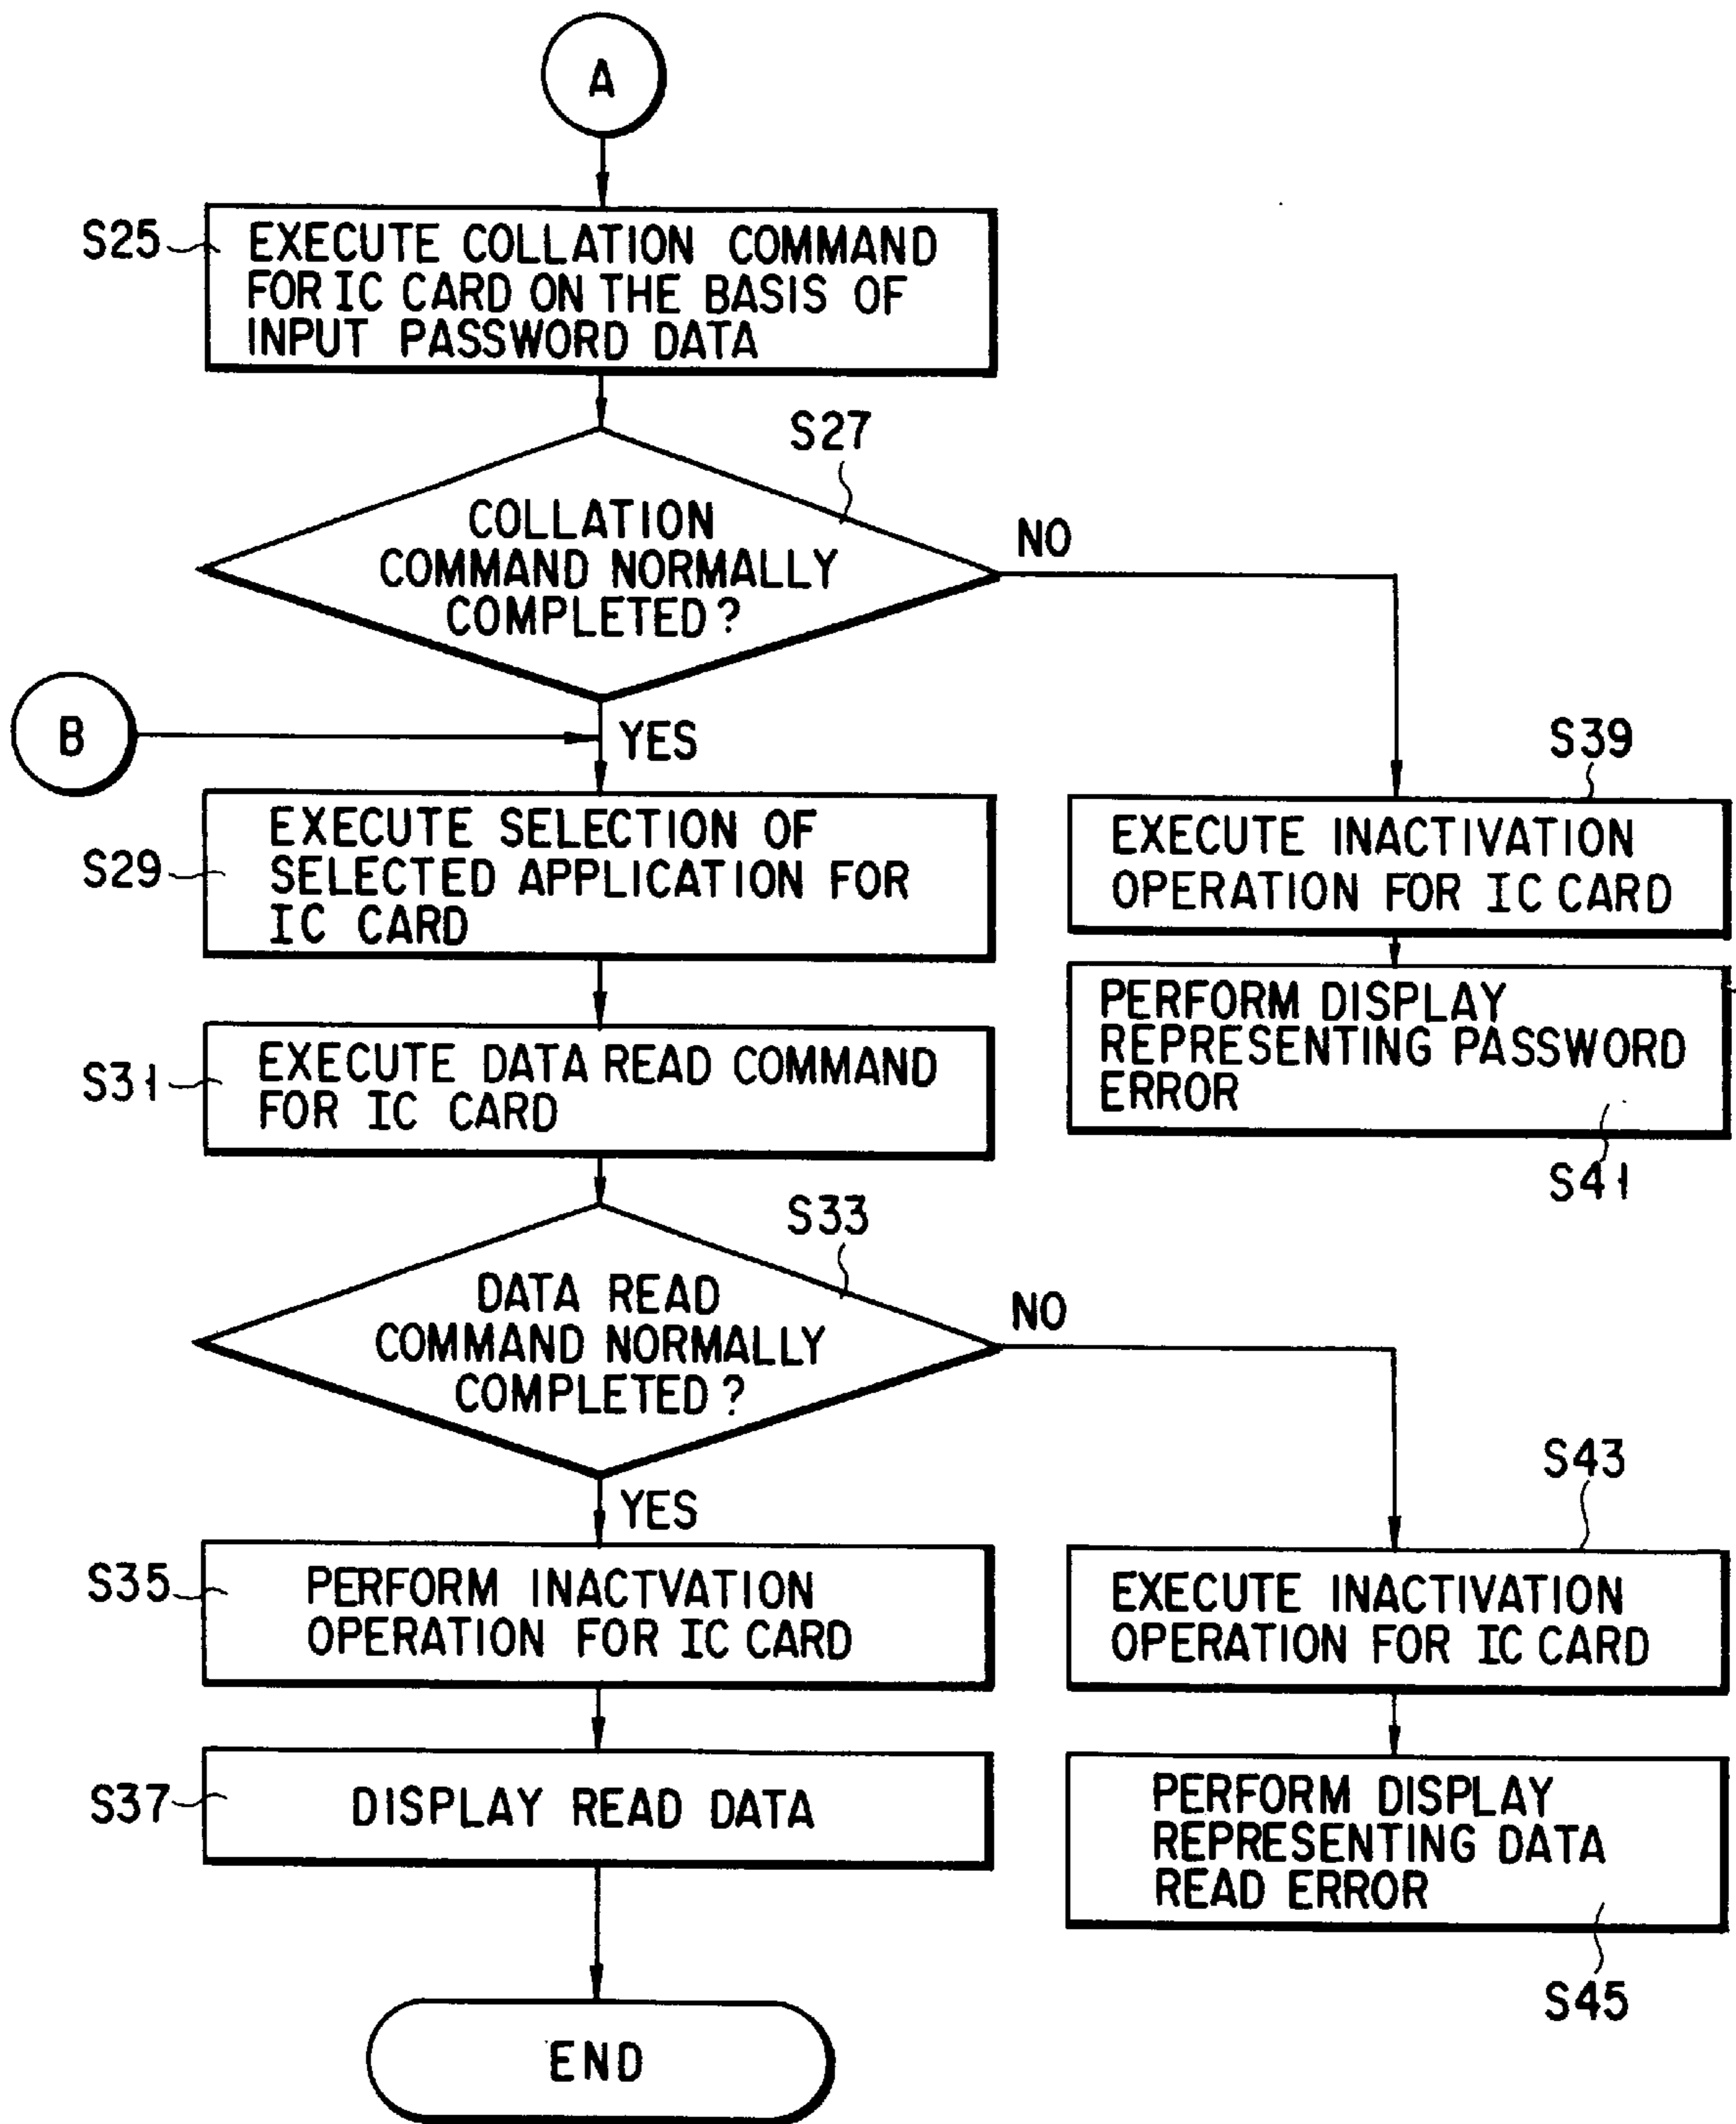 A
S25
EXECUTE COLLATION COMMAND
FOR IC CARD ON THE BASIS OF
INPUT PASSWORD DATA
S27
COLLATION
COMMAND NORMALLY
COMPLETED?
NO
B
YES
S29
EXECUTE SELECTION OF
SELECTED APPLICATION FOR
IC CARD
S39
EXECUTE INACTIVATION
OPERATION FOR IC CARD
PERFORM DISPLAY
REPRESENTING PASSWORD
ERROR
S41
S31
EXECUTE DATA READ COMMAND
FOR IC CARD
S33
DATA READ
COMMAND NORMALLY
COMPLETED?
NO
YES
S35
PERFORM INACTVATION
OPERATION FOR IC CARD
S43
EXECUTE INACTIVATION
OPERATION FOR IC CARD
S37
DISPLAY READ DATA
PERFORM DISPLAY
REPRESENTING DATA
READ ERROR
S45
END